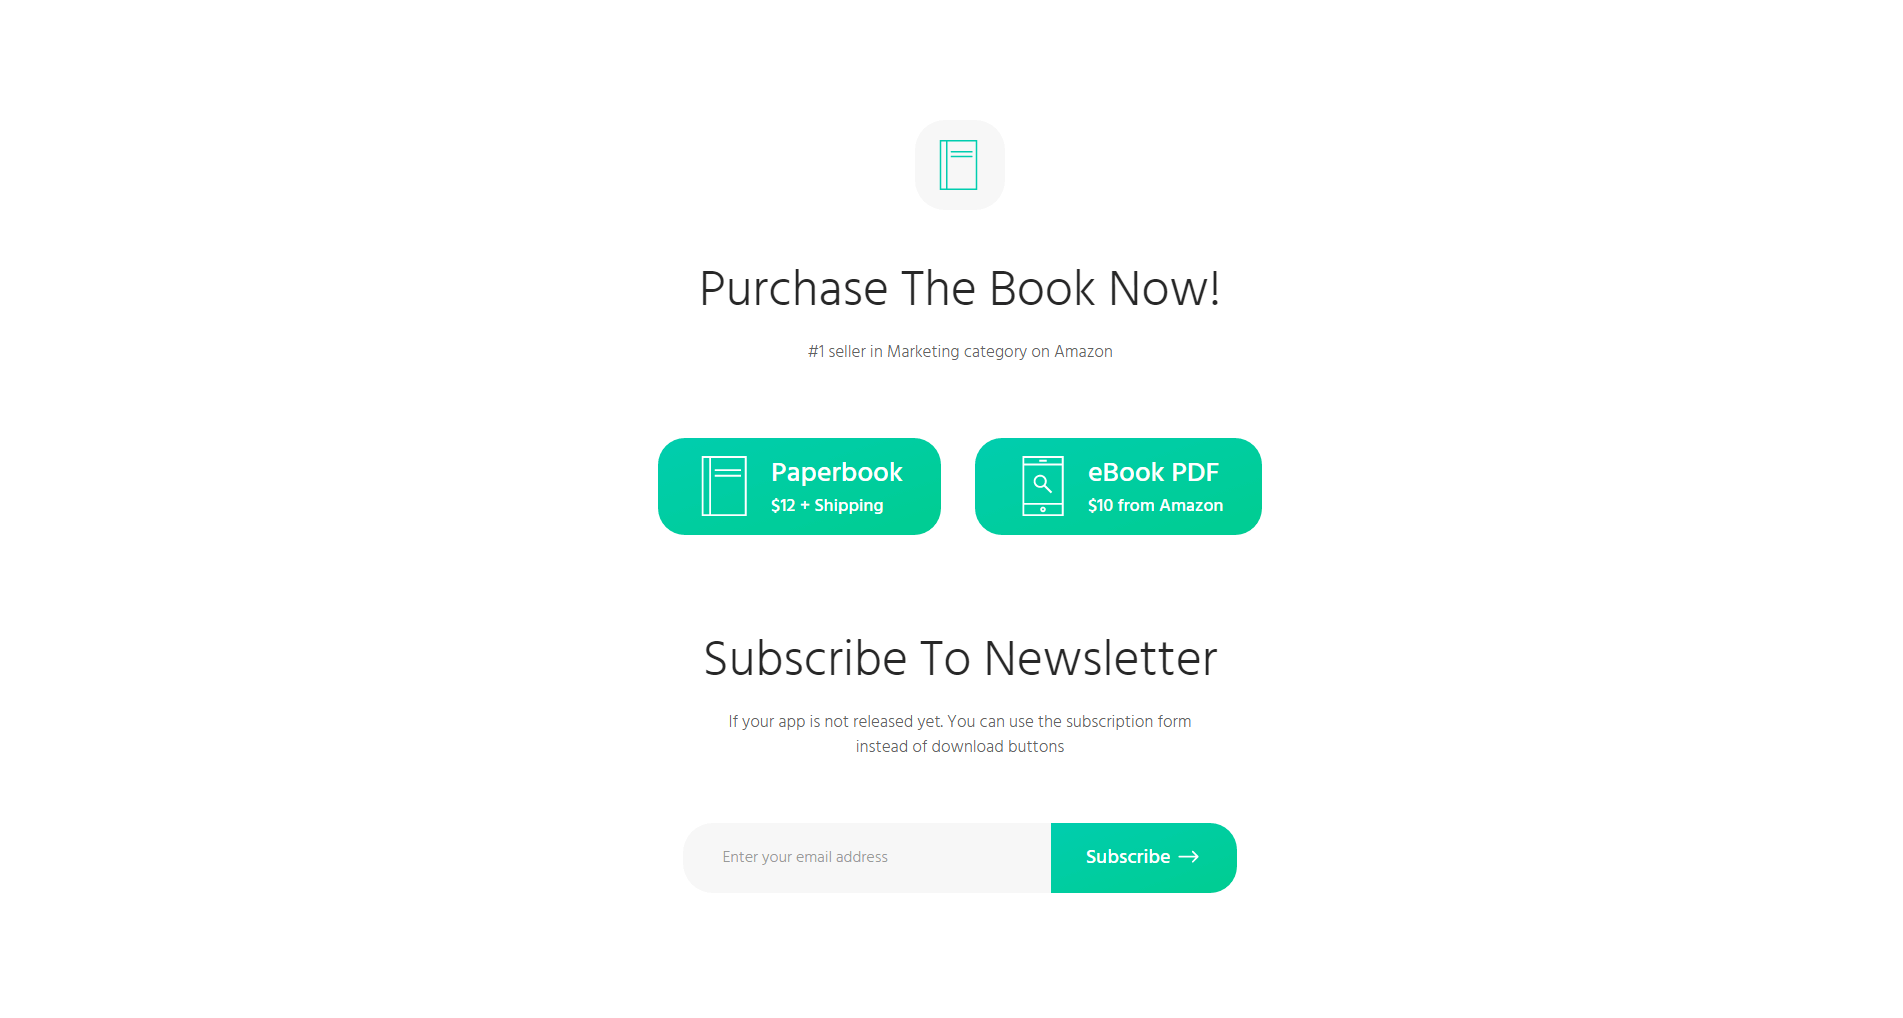 Purchase The Book Now!
#1 seller in Marketing category on Amazon
Paperbook
$12 + Shipping
eBook PDF
$10 from Amazon
Subscribe To Newsletter
If your app is not released yet. You can use the subscription form
instead of download buttons
Enter your email address
Subscribe →